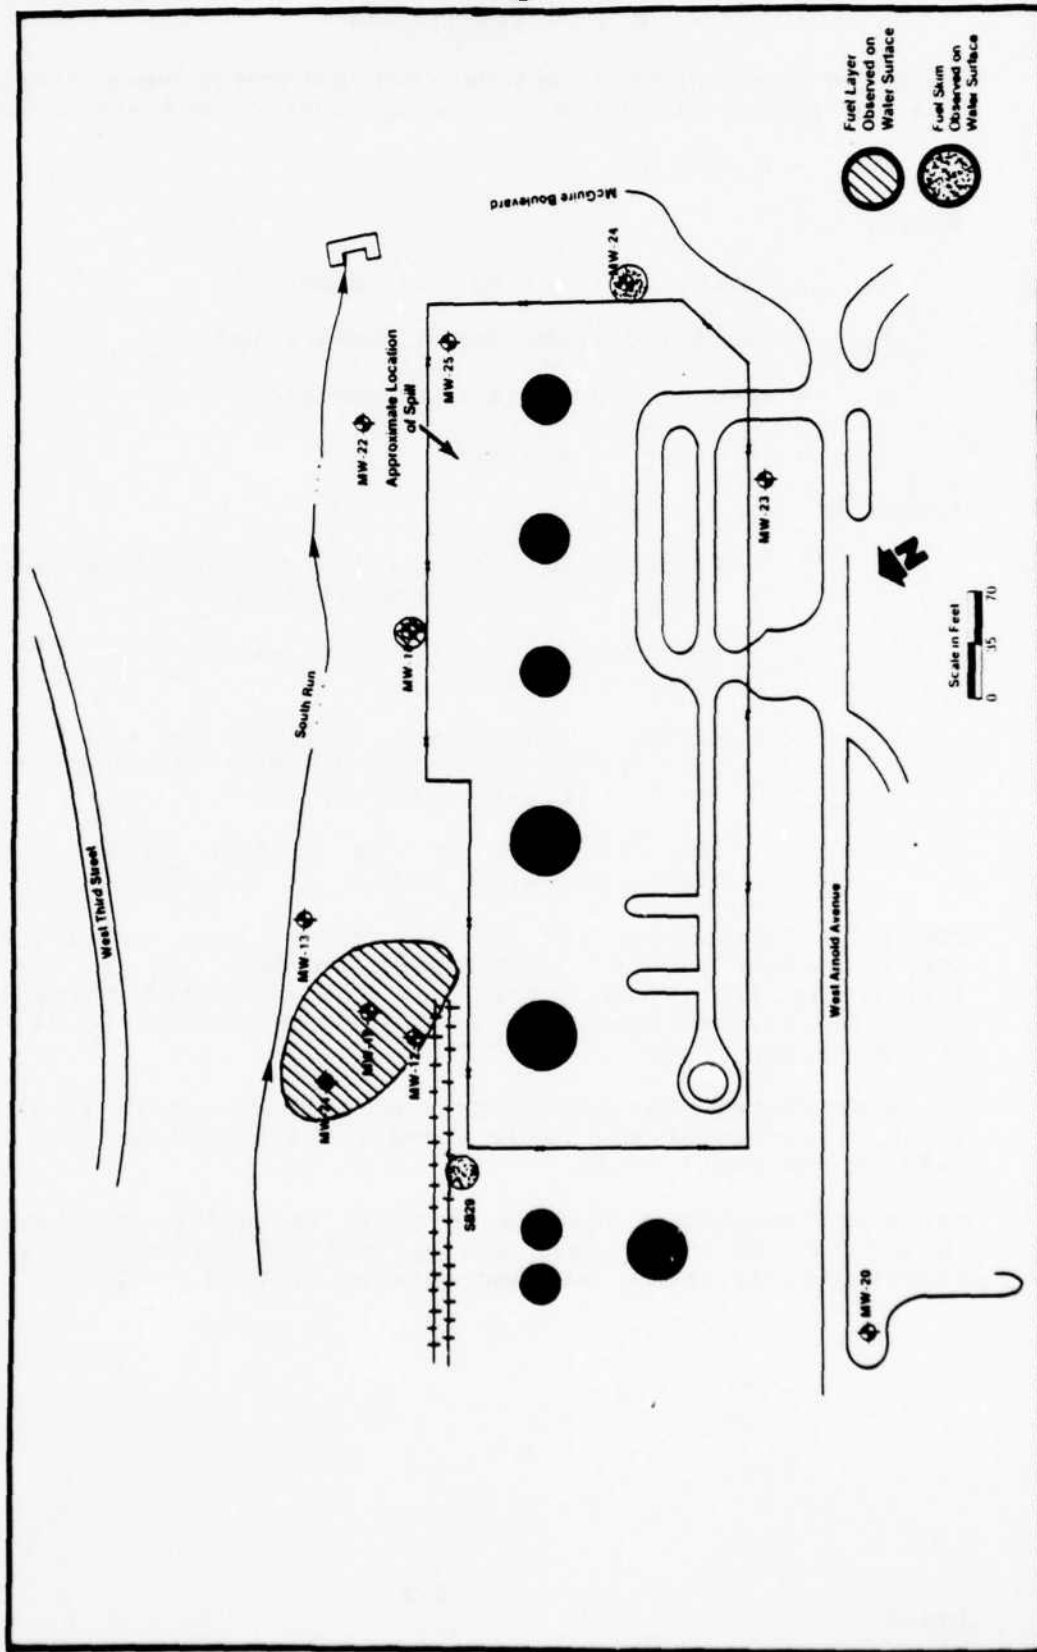 West Third Street
South Run
McGuire Boulevard
Fuel Layer
Observed on
Water Surface
Fuel Skim
Observed on
Water Surface
MW-22
Approximate Location
of Spill
MW-25
MW-24
MW-13
MW-12
SB29
MW-23
West Arnold Avenue
MW-20
N
Scale in Feet
0 35 70